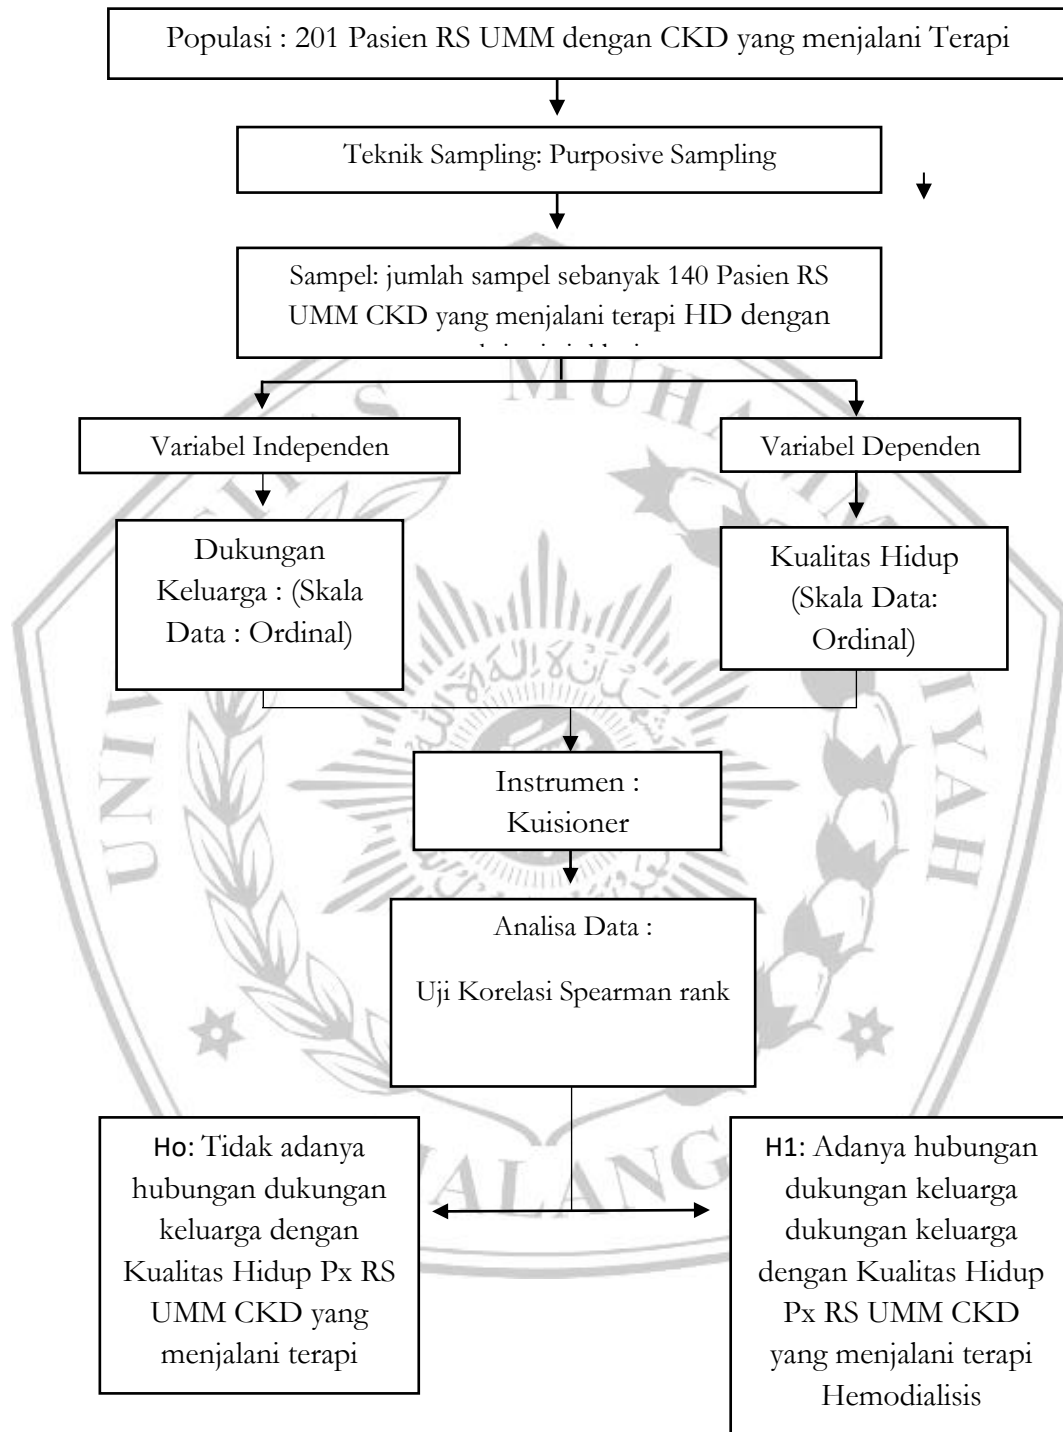 Populasi : 201 Pasien RS UMM dengan CKD yang menjalani Terapi
Teknik Sampling: Purposive Sampling
Sampel: jumlah sampel sebanyak 140 Pasien RS
UMM CKD yang menjalani terapi HD dengan
Variabel Independen
Variabel Dependen
Dukungan
Keluarga : (Skala
Data : Ordinal)
Kualitas Hidup
(Skala Data:
Ordinal)
Instrumen :
Kuisioner
Analisa Data :
Uji Korelasi Spearman rank
Ho: Tidak adanya
hubungan dukungan
keluarga dengan
Kualitas Hidup Px RS
UMM CKD yang
menjalani terapi
H1: Adanya hubungan
dukungan keluarga
dukungan keluarga
dengan Kualitas Hidup
Px RS UMM CKD
yang menjalani terapi
Hemodialisis